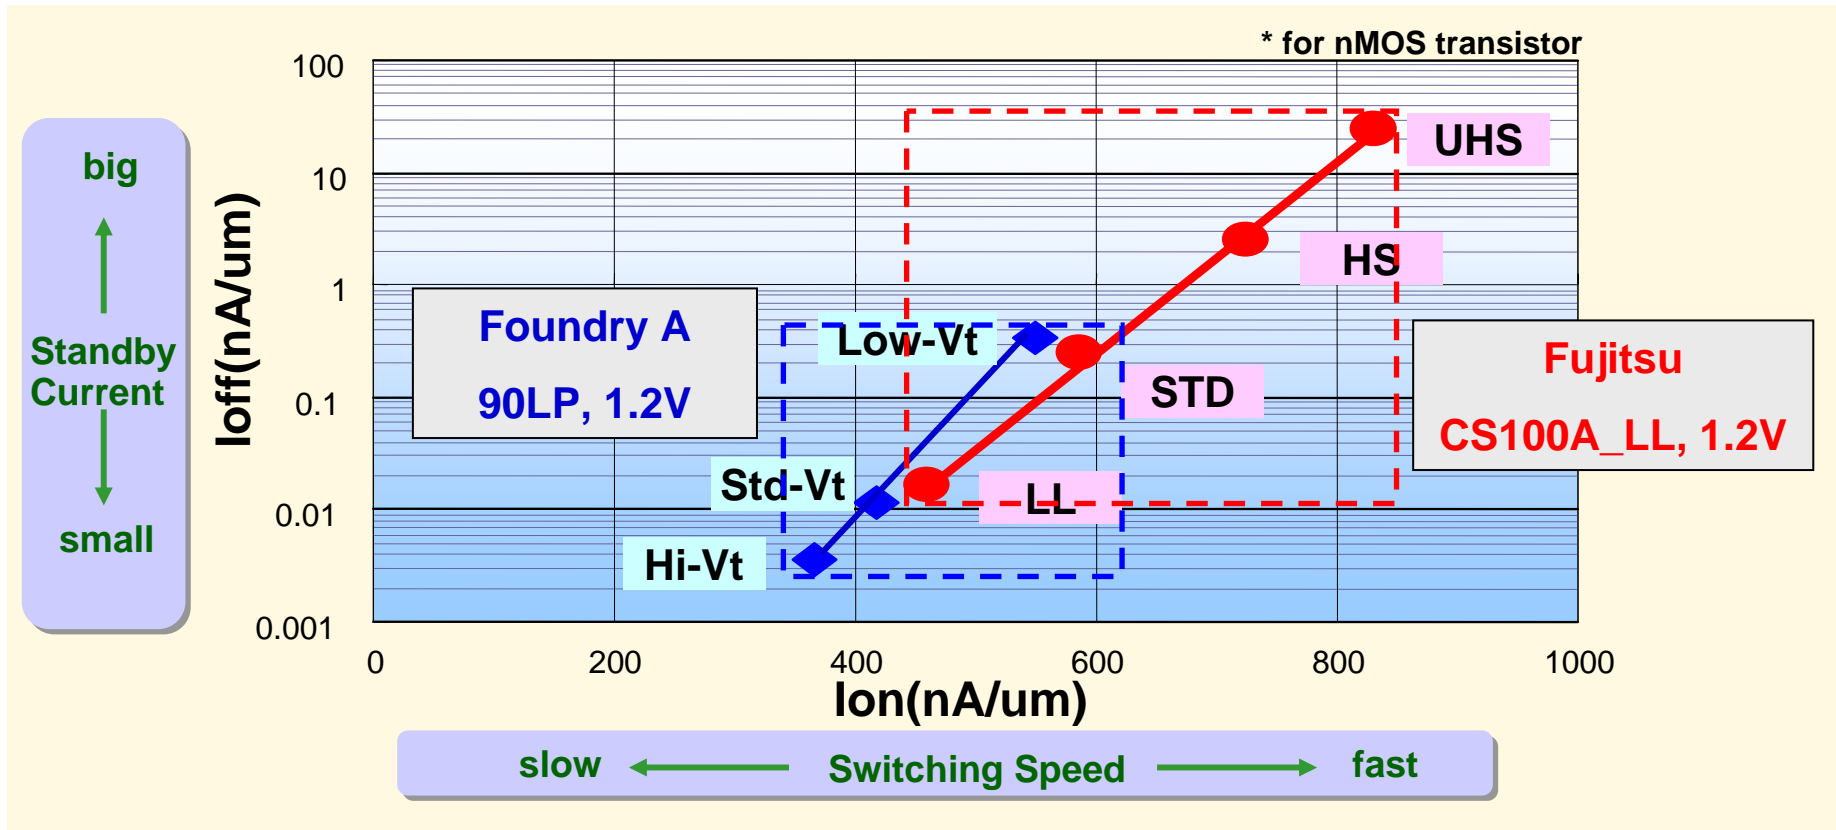 * for nMOS transistor
100
10
1
0.1
0.01
0.001
big
Standby
Current
small
Ioff(nA/um)
UHS
HS
STD
LL
Low-Vt
Std-Vt
Hi-Vt
Foundry A
90LP, 1.2V
Fujitsu
CS100A_LL, 1.2V
0
200
400
600
800
1000
Ion(nA/um)
slow
Switching Speed
fast